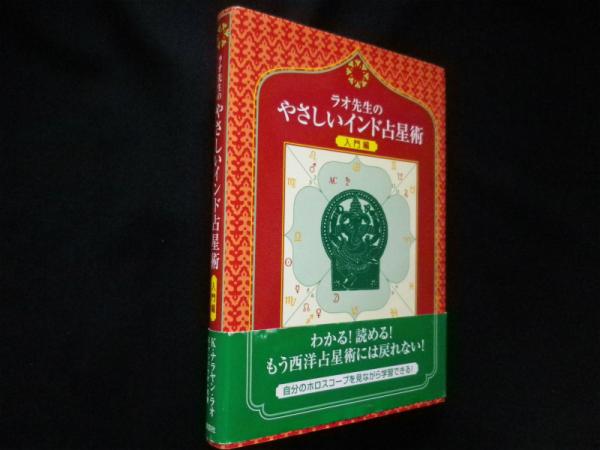 ラオ先生の
やさしいインド占星術
入門編
AC
わかる！読める！
もう西洋占星術には戻れない！
自分のホロスコープを見ながら学習できる！
ラオ先生の
やさしいインド占星術
入門編
K・ナラヤン・ラオ